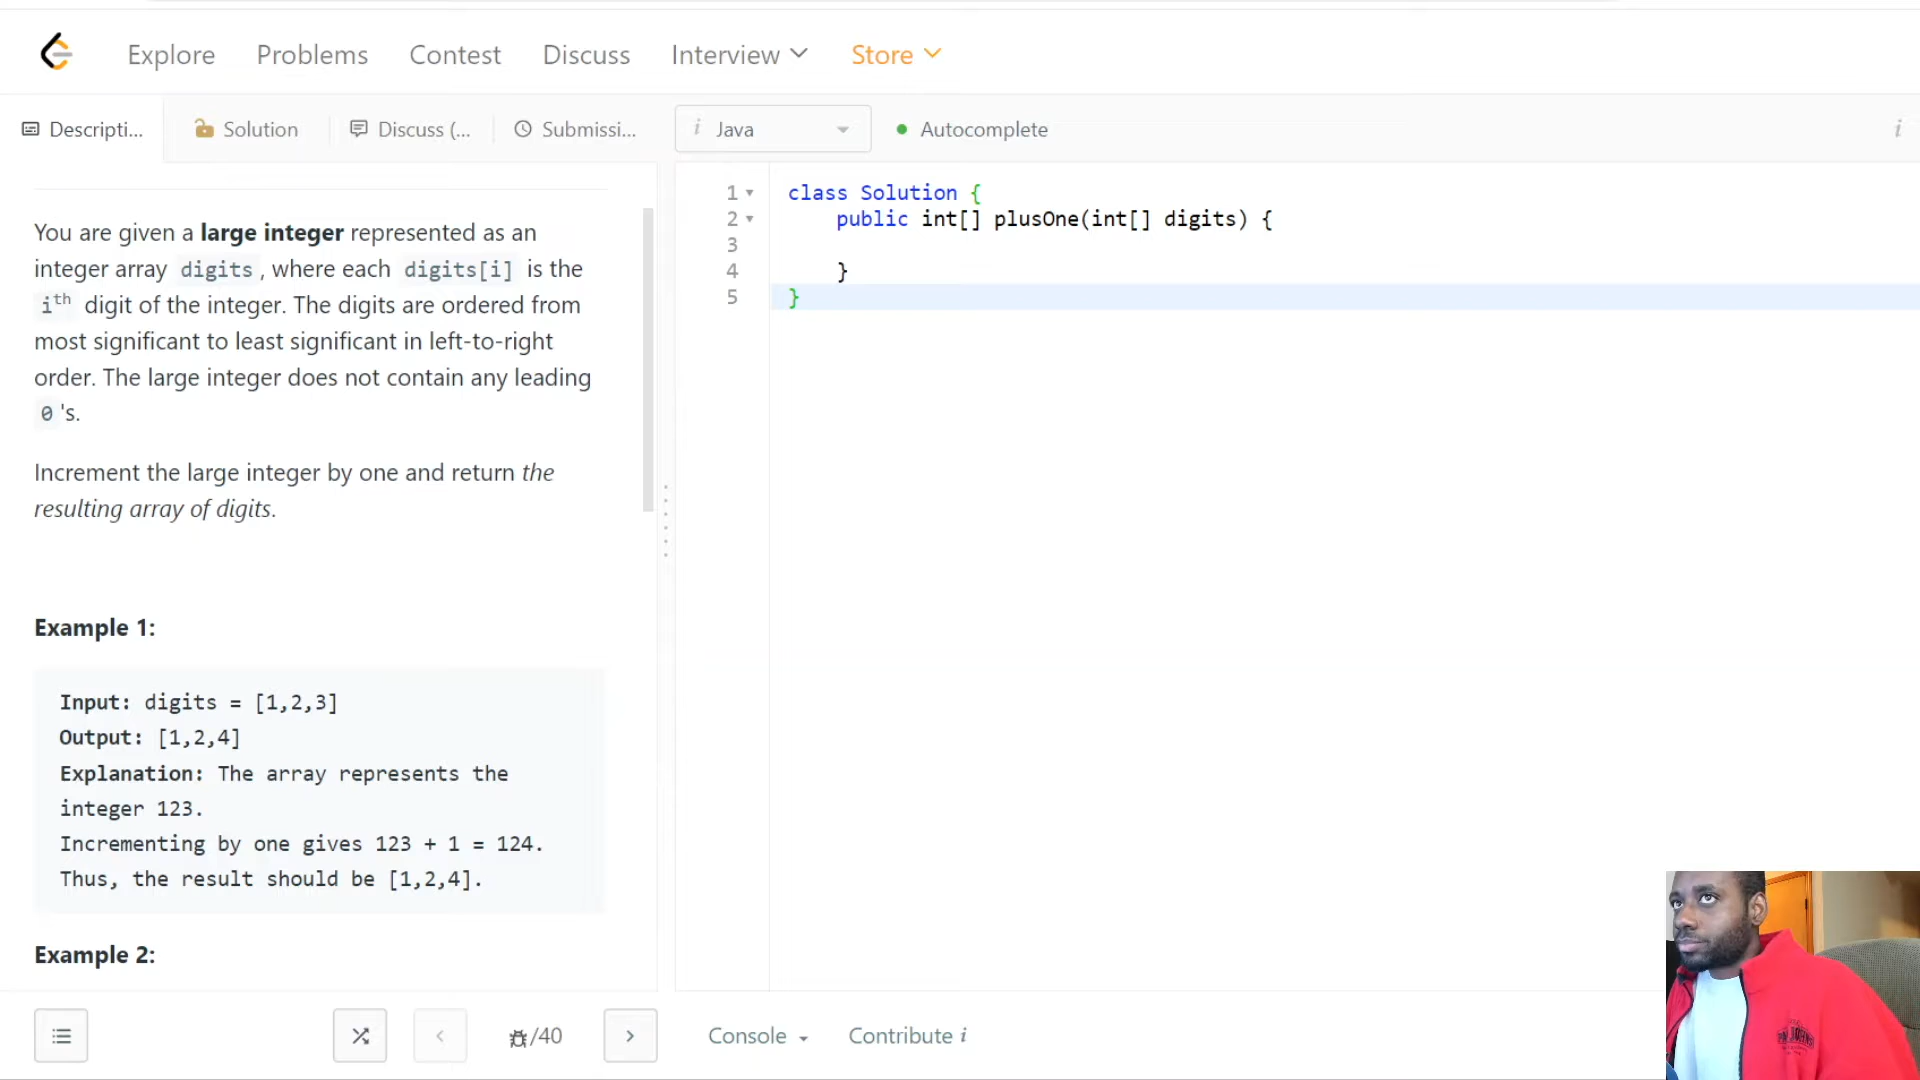 Explore Problems Contest Discuss Interview Store
Descripti... Solution Discuss (... Submissi...
You are given a large integer represented as an
integer array digits , where each digits[i] is the
ith digit of the integer. The digits are ordered from
most significant to least significant in left-to-right
order. The large integer does not contain any leading
0 's.
Increment the large integer by one and return the
resulting array of digits.
Example 1:
Input: digits = [1,2,3]
Output: [1,2,4]
Explanation: The array represents the
integer 123.
Incrementing by one gives 123 + 1 = 124.
Thus, the result should be [1,2,4].
Example 2:
/40
i Java Autocomplete i
1 class Solution {
2 public int[] plusOne(int[] digits) {
3
4 }
5 }
Console Contribute i